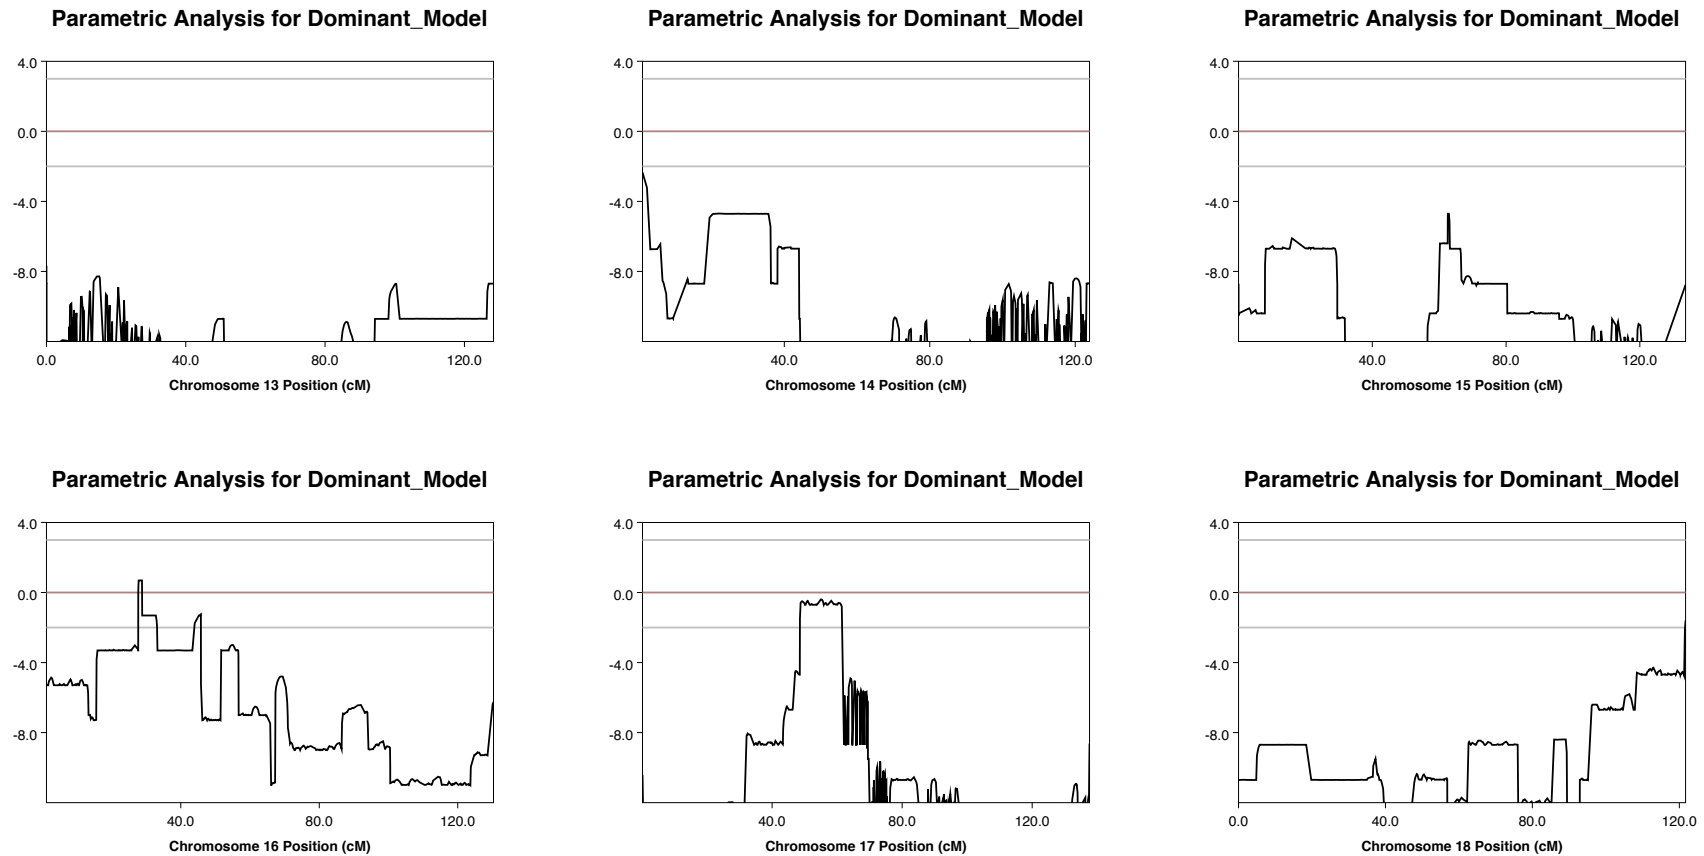 Parametric Analysis for Dominant_Model
4.0
0.0
-4.0
-8.0
0.0 40.0 80.0 120.0
Chromosome 13 Position (cM)
Parametric Analysis for Dominant_Model
4.0
0.0
-4.0
-8.0
40.0 80.0 120.0
Chromosome 14 Position (cM)
Parametric Analysis for Dominant_Model
4.0
0.0
-4.0
-8.0
40.0 80.0 120.0
Chromosome 15 Position (cM)
Parametric Analysis for Dominant_Model
4.0
0.0
-4.0
-8.0
40.0 80.0 120.0
Chromosome 16 Position (cM)
Parametric Analysis for Dominant_Model
4.0
0.0
-4.0
-8.0
40.0 80.0 120.0
Chromosome 17 Position (cM)
Parametric Analysis for Dominant_Model
4.0
0.0
-4.0
-8.0
0.0 40.0 80.0 120.0
Chromosome 18 Position (cM)